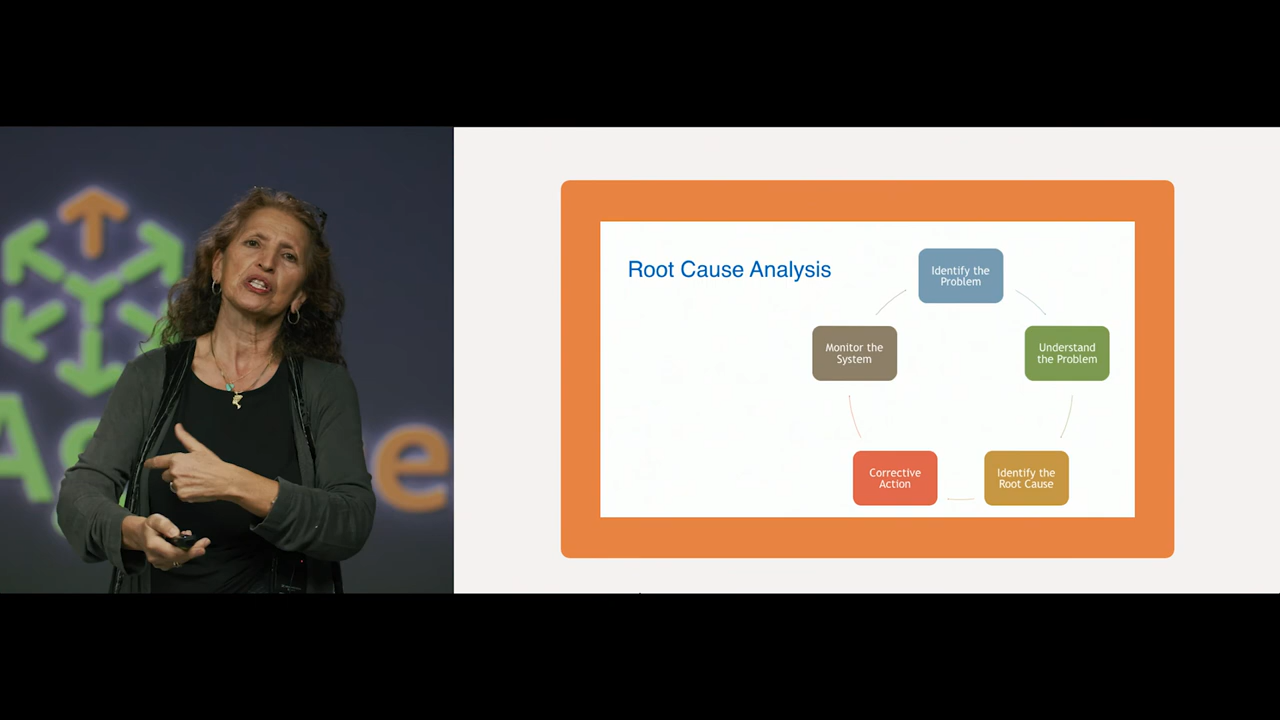 Root Cause Analysis
Identify the
Problem
Understand
the Problem
Identify the
Root Cause
Corrective
Action
Monitor the
System